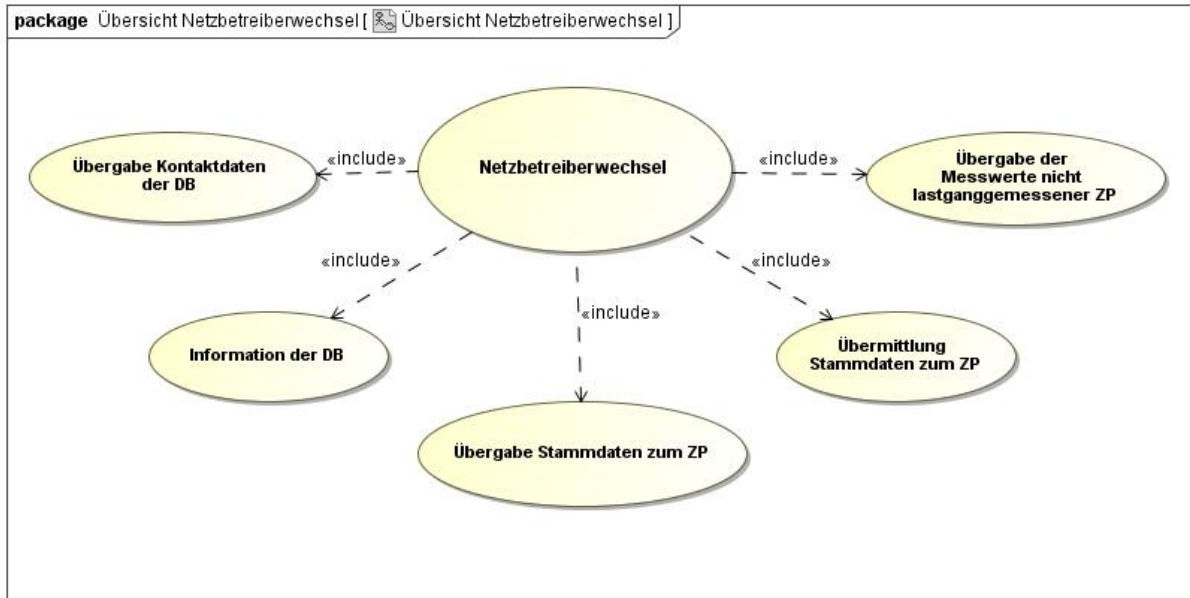 package Übersicht Netzbetreiberwechsel [ Übersicht Netzbetreiberwechsel ]
Übergabe Kontaktdaten
der DB
«include»
Netzbetreiberwechsel
«include»
Übergabe der
Messwerte nicht
lastganggemessener ZP
«include»
«include»
«include»
Information der DB
Übermittlung
Stammdaten zum ZP
Übergabe Stammdaten zum ZP